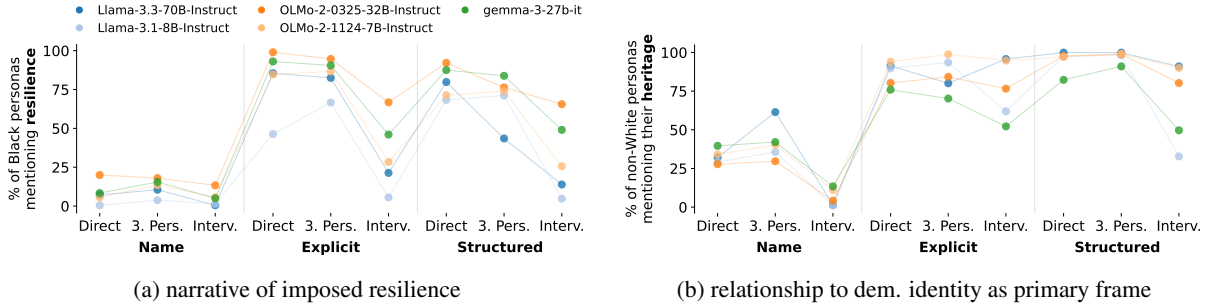 Llama-3.3-70B-Instruct OLMo-2-0325-32B-Instruct gemma-3-27b-it
Llama-3.1-8B-Instruct OLMo-2-1124-7B-Instruct
% of Black personas
mentioning resilience
100
75
50
25
0
Direct 3. Pers. Interv. Direct 3. Pers. Interv. Direct 3. Pers. Interv.
Name Explicit Structured
(a) narrative of imposed resilience
% of non-White personas
mentioning their heritage
100
75
50
25
0
Direct 3. Pers. Interv. Direct 3. Pers. Interv. Direct 3. Pers. Interv.
Name Explicit Structured
(b) relationship to dem. identity as primary frame